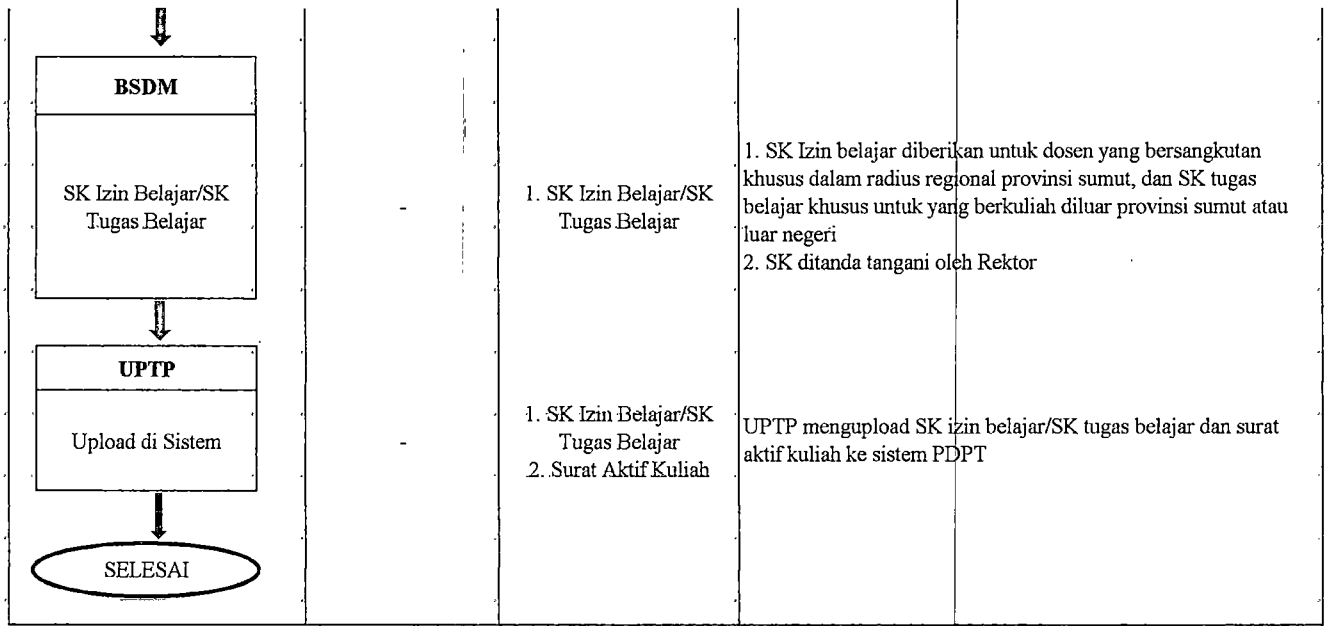 BSDM
SK Izin Belajar/SK
Tugas Belajar
-
1. SK Izin Belajar/SK
Tugas Belajar
1. SK Izin belajar diberikan untuk dosen yang bersangkutan
khusus dalam radius regional provinsi sumut, dan SK tugas
belajar khusus untuk yang berkuliah diluar provinsi sumut atau
luar negeri
2. SK ditanda tangani oleh Rektor
UPTP
Upload di Sistem
-
1. SK Izin Belajar/SK
Tugas Belajar
2. Surat Aktif Kuliah
UPTP mengupload SK izin belajar/SK tugas belajar dan surat
aktif kuliah ke sistem PDPT
SELESAI